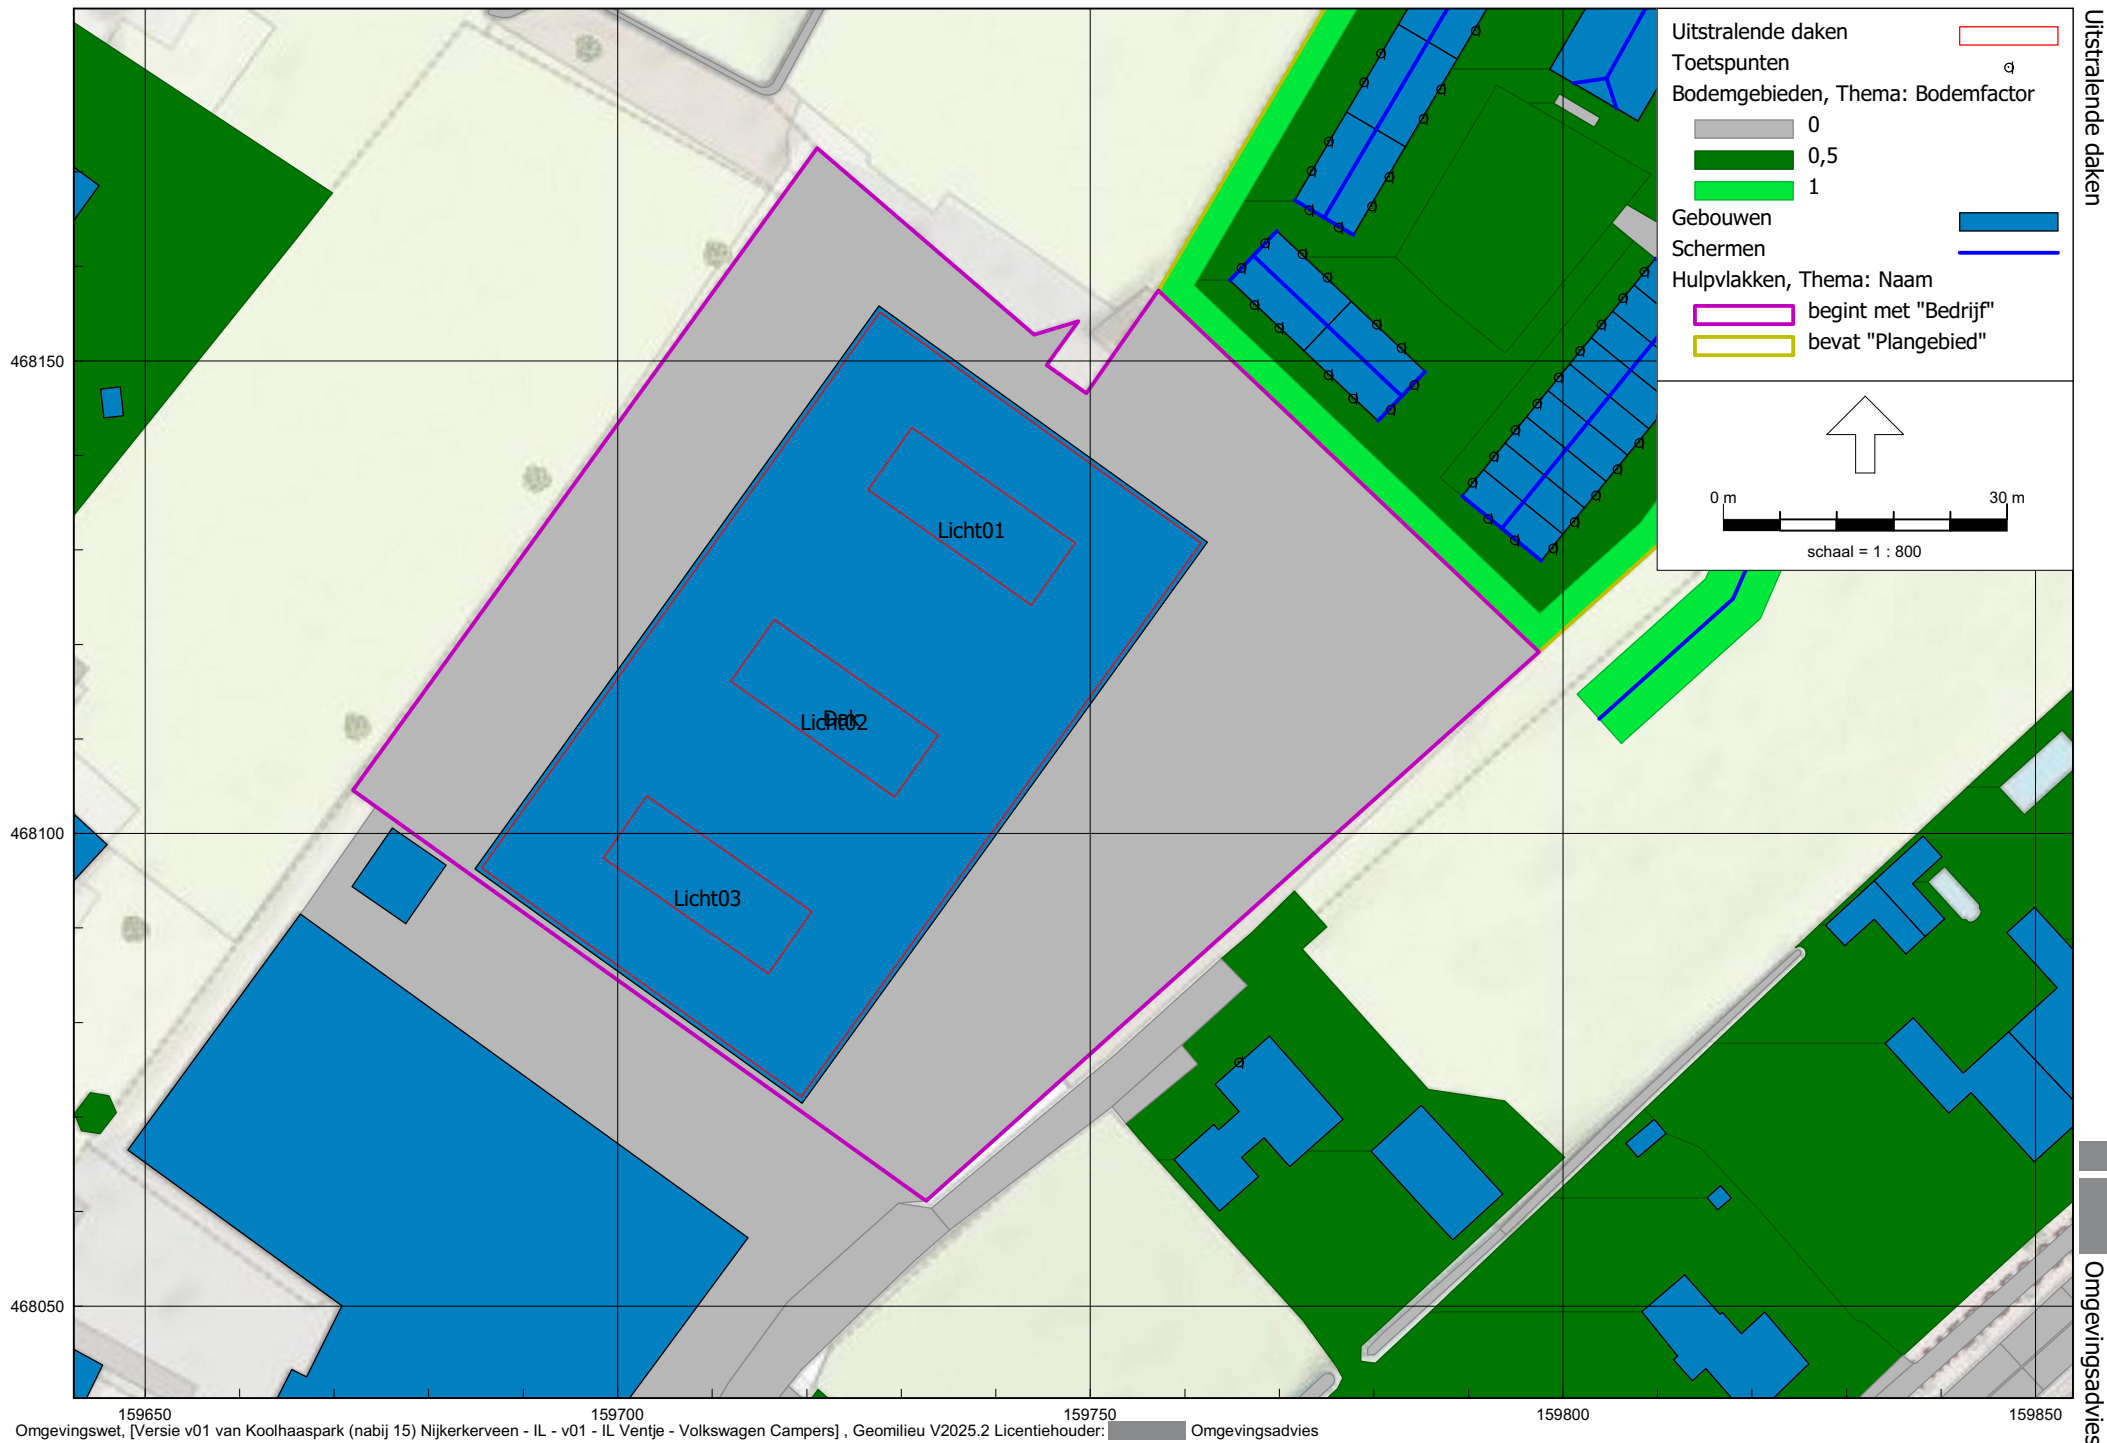 Uitstralende daken
Toetspunten
Bodemgebieden, Thema: Bodemfactor
0
0,5
1
Gebouwen
Schermen
Hulpvlakken, Thema: Naam
begint met "Bedrijf"
bevat "Plangebied"
0 m
30 m
schaal = 1 : 800
Uitstralende daken
Omgevingsadvies
468150
468100
468050
Licht01
Licht02
Dak
Licht03
159650
159700
159750
159800
159850
Omgevingswet, [Versie v01 van Koolhaaspark (nabij 15) Nijkerkerveen - IL - v01 - IL Ventje - Volkswagen Campers] , Geomilieu V2025.2 Licentiehouder: Omgevingsadvies